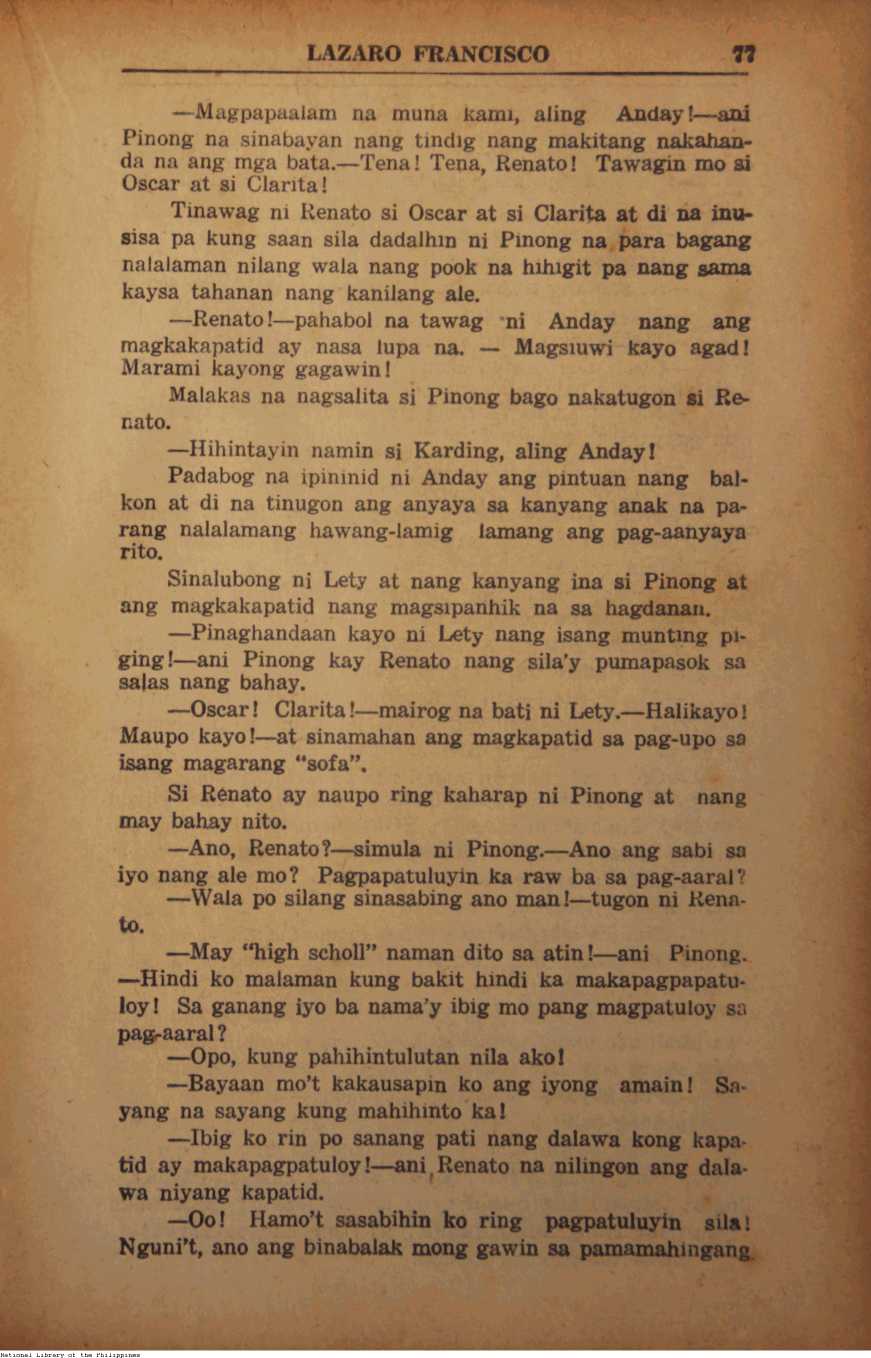 LAZARO FRANCISCO 77
—Magpapaalam na muna kami, aling Anday!—ani
Pinong na sinabayan nang tindig nang makitang nakahan-
da na ang mga bata.—Tena! Tena, Renato! Tawagin mo si
Oscar at si Clarita!
Tinawag ni Renato si Oscar at si Clarita at di na inu-
sisa pa kung saan sila dadalhin ni Pinong na para bagang
nalalaman nilang wala nang pook na hihigit pa nang sama
kaysa tahanan nang kanilang ale.
—Renato!—pahabol na tawag ni Anday nang ang
magkakapatid ay nasa lupa na. — Magsiuwi kayo agad!
Marami kayong gagawin!
Malakas na nagsalita si Pinong bago nakatugon si Re-
nato.
—Hihintayin namin si Karding, aling Anday!
Padabog na ipininid ni Anday ang pintuan nang bal-
kon at di na tinugon ang anyaya sa kanyang anak na pa-
rang nalalamang hawang-lamig lamang ang pag-aanyaya
rito.
Sinalubong ni Lety at nang kanyang ina si Pinong at
ang magkakapatid nang magsipanhik na sa hagdanan.
—Pinaghandaan kayo ni Lety nang isang munting pi-
ging!—ani Pinong kay Renato nang sila'y pumapasok sa
salas nang bahay.
—Oscar! Clarita!—mairog na bati ni Lety.—Halikayo!
Maupo kayo!—at sinamahan ang magkapatid sa pag-upo sa
isang magarang “sofa”.
Si Renato ay naupo ring kaharap ni Pinong at nang
may bahay nito.
—Ano, Renato?—simula ni Pinong.—Ano ang sabi sa
iyo nang ale mo? Pagpapatuluyin ka raw ba sa pag-aaral?
—Wala po silang sinasabing ano man!—tugon ni Rena-
to.
—May “high scholl” naman dito sa atin!—ani Pinong.
—Hindi ko malaman kung bakit hindi ka makapagpapatu-
loy! Sa ganang iyo ba nama'y ibig mo pang magpatuloy sa
pag-aaral?
—Opo, kung pahihintulutan nila ako!
—Bayaan mo't kakausapin ko ang iyong amain! Sa-
yang na sayang kung mahihinto ka!
—Ibig ko rin po sanang pati nang dalawa kong kapa-
tid ay makapagpatuloy!—ani Renato na nilingon ang dala-
wa niyang kapatid.
—Oo! Hamo't sasabihin ko ring pagpatuluyin sila!
Nguni't, ano ang binabalak mong gawin sa pamamahingang
National Library of the Philippines